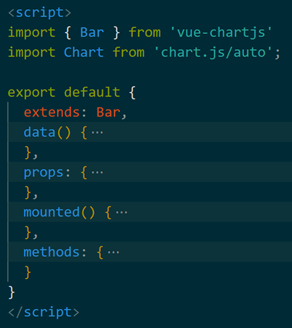 <script>
import { Bar } from 'vue-chartjs'
import Chart from 'chart.js/auto';
export default {
extends: Bar,
data() {···
},
props: {···
},
mounted() {···
},
methods: {···
}
}
</script>